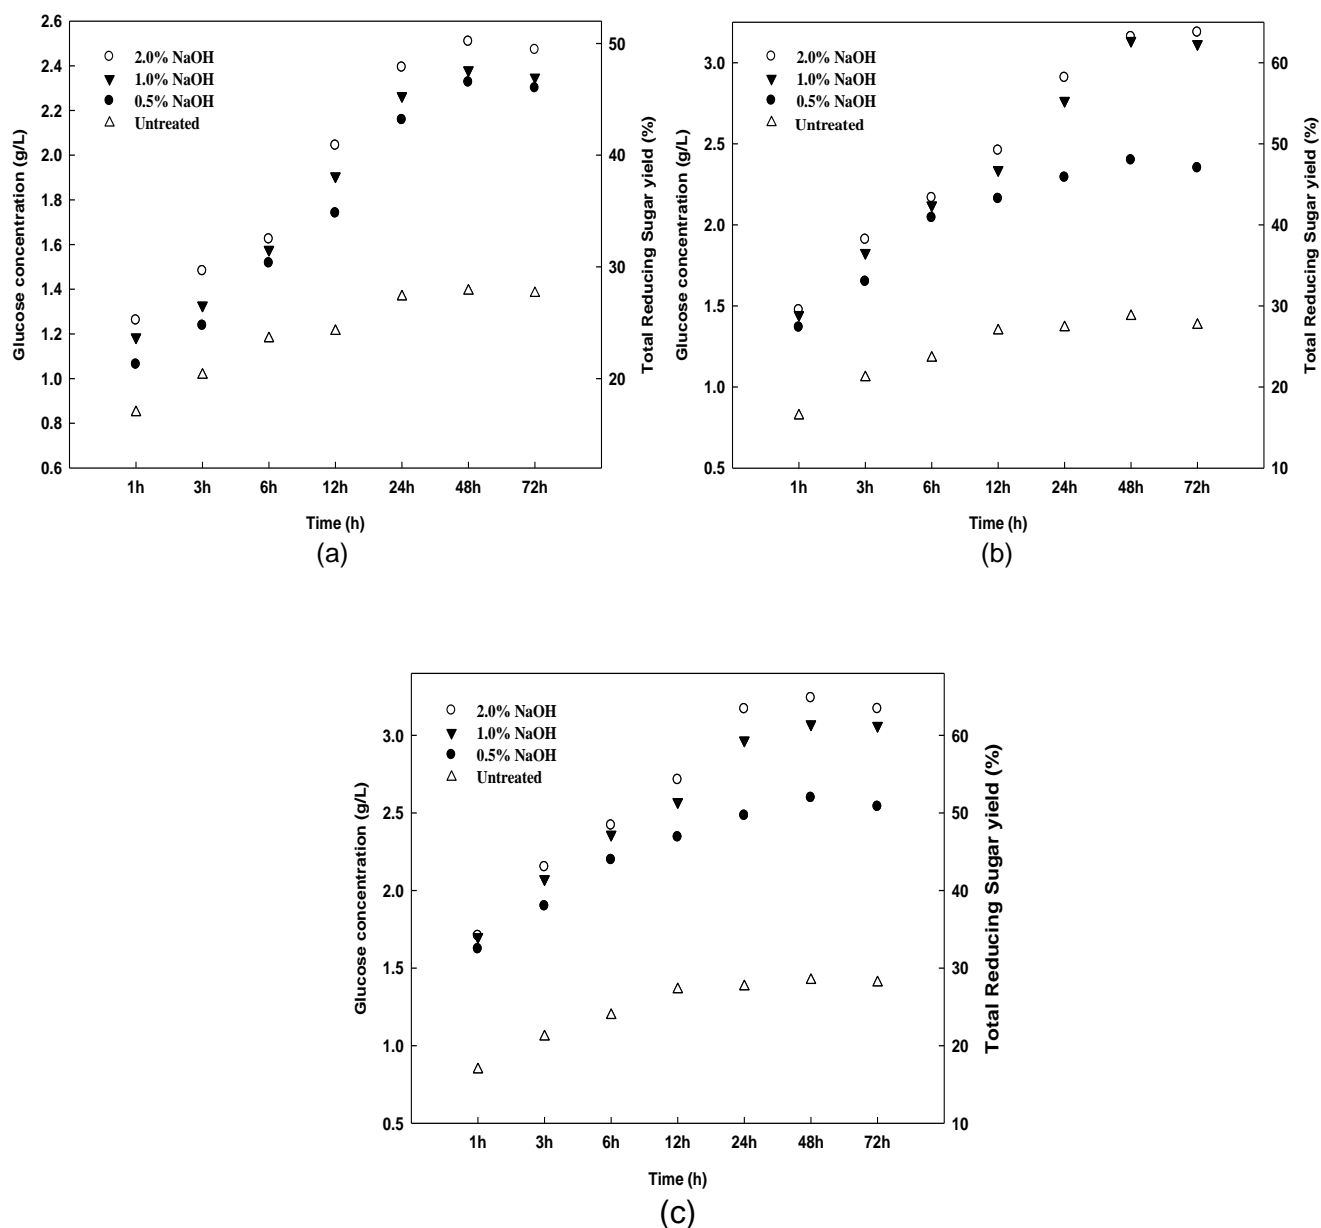 2.6
2.4
2.2
2.0
1.8
1.6
1.4
1.2
1.0
0.8
0.6
Glucose concentration (g/L)
2.0% NaOH
1.0% NaOH
0.5% NaOH
Untreated
50
40
30
20
Total Reducing Sugar yield (%)
1h 3h 6h 12h 24h 48h 72h
Time (h)
(a)
3.0
2.5
2.0
1.5
1.0
0.5
Glucose concentration (g/L)
2.0% NaOH
1.0% NaOH
0.5% NaOH
Untreated
60
50
40
30
20
10
Total Reducing Sugar yield (%)
1h 3h 6h 12h 24h 48h 72h
Time (h)
(b)
3.0
2.5
2.0
1.5
1.0
0.5
Glucose concentration (g/L)
2.0% NaOH
1.0% NaOH
0.5% NaOH
Untreated
60
50
40
30
20
10
Total Reducing Sugar yield (%)
1h 3h 6h 12h 24h 48h 72h
Time (h)
(c)